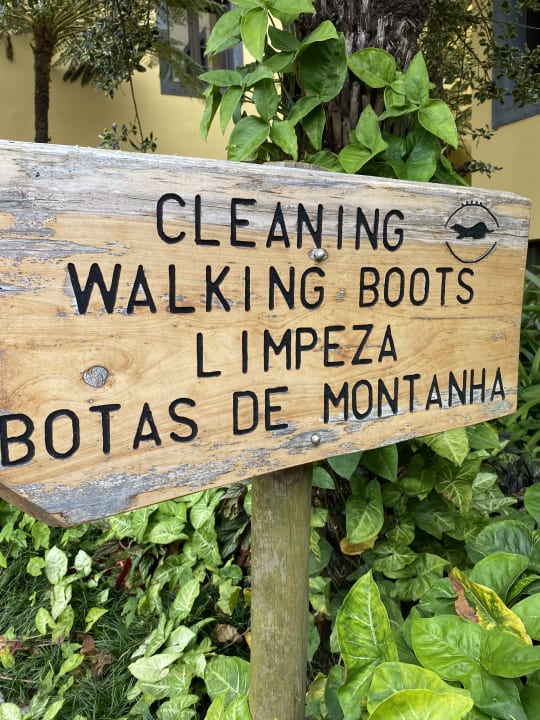 CLEANING
WALKING BOOTS
LIMPEZA
BOTAS DE MONTANHA